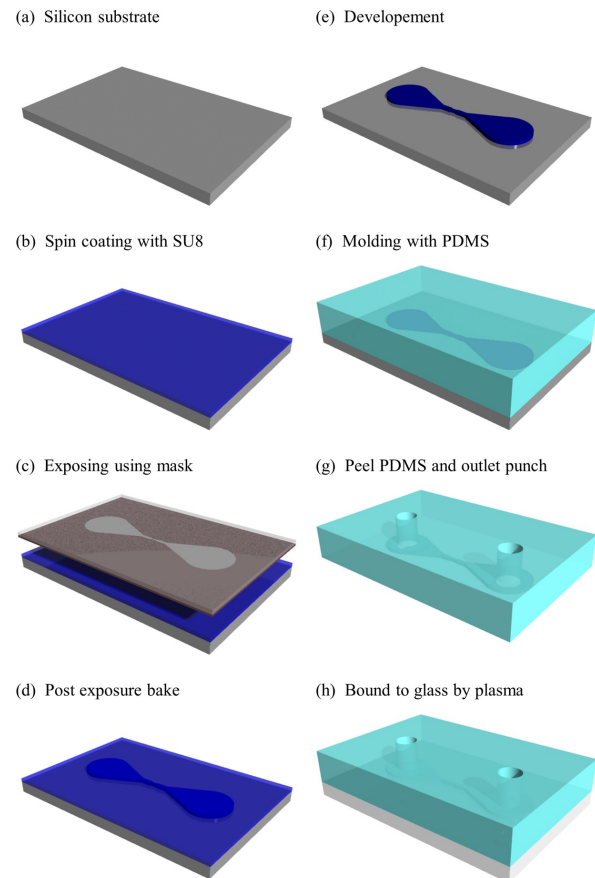 (a) Silicon substrate
(b) Spin coating with SU8
(c) Exposing using mask
(d) Post exposure bake
(e) Developement
(f) Molding with PDMS
(g) Peel PDMS and outlet punch
(h) Bound to glass by plasma